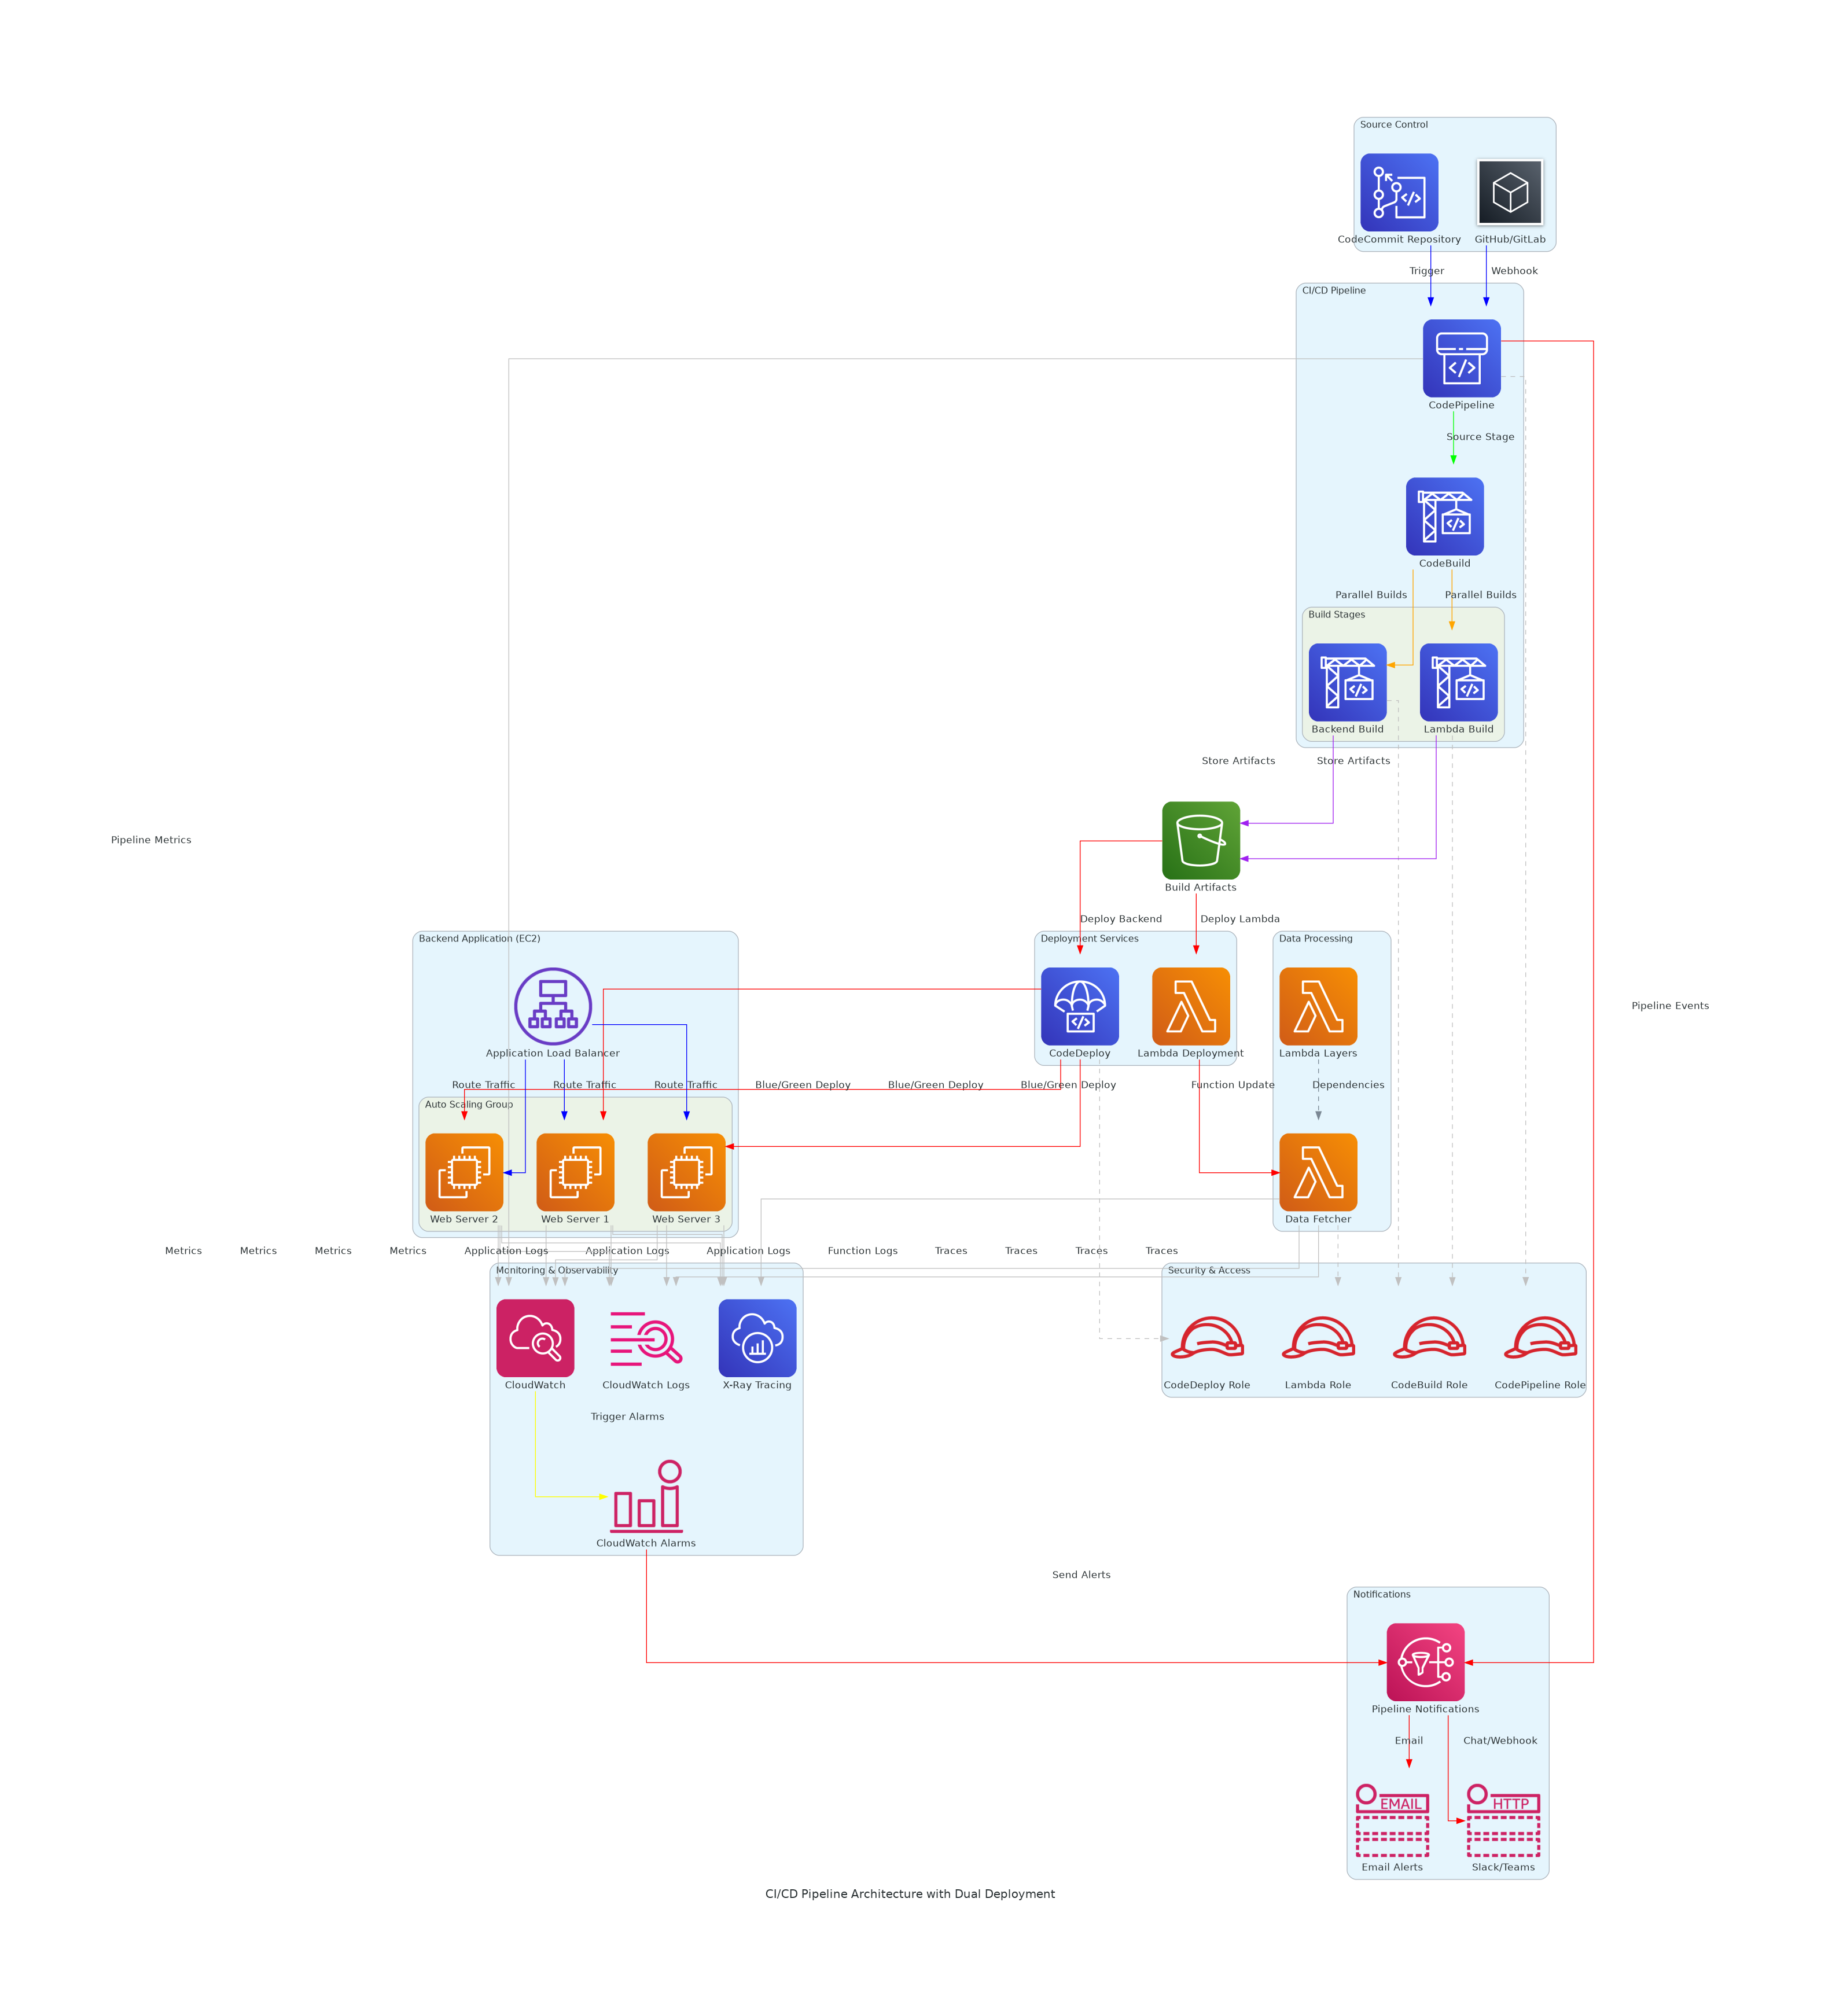 Source Control
CodeCommit Repository
GitHub/GitLab
Trigger
Webhook
CI/CD Pipeline
CodePipeline
Source Stage
CodeBuild
Parallel Builds
Parallel Builds
Build Stages
Backend Build
Lambda Build
Store Artifacts
Store Artifacts
Pipeline Metrics
Build Artifacts
Deploy Backend
Deploy Lambda
Backend Application (EC2)
Deployment Services
Data Processing
Pipeline Events
Application Load Balancer
CodeDeploy
Lambda Deployment
Lambda Layers
Route Traffic
Route Traffic
Route Traffic
Blue/Green Deploy
Blue/Green Deploy
Blue/Green Deploy
Function Update
Dependencies
Auto Scaling Group
Web Server 2
Web Server 1
Web Server 3
Data Fetcher
Metrics
Metrics
Metrics
Metrics
Application Logs
Application Logs
Application Logs
Function Logs
Traces
Traces
Traces
Traces
Monitoring & Observability
Security & Access
CloudWatch
CloudWatch Logs
X-Ray Tracing
CodeDeploy Role
Lambda Role
CodeBuild Role
CodePipeline Role
Trigger Alarms
CloudWatch Alarms
Send Alerts
Notifications
Pipeline Notifications
Email
Chat/Webhook
EMAIL
HTTP
Email Alerts
Slack/Teams
CI/CD Pipeline Architecture with Dual Deployment